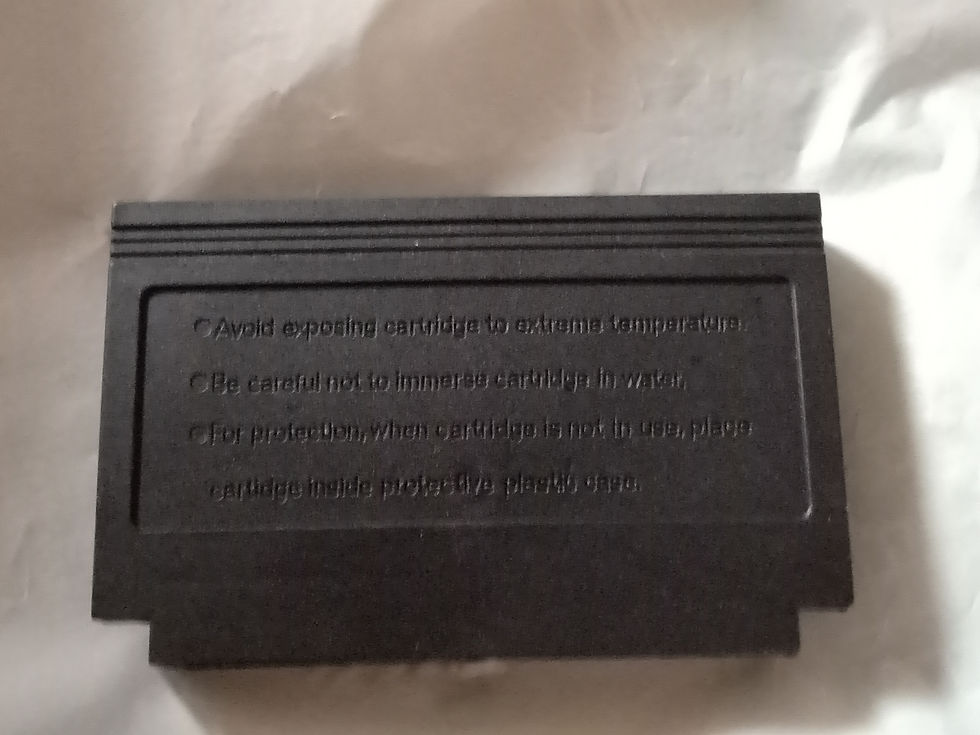 ○Avoid exposing cartridge to extreme temperature.
○Be careful not to immerse cartridge in water,
○For protection, when cartridge is not in use, place
cartidge inside protective plastic case.